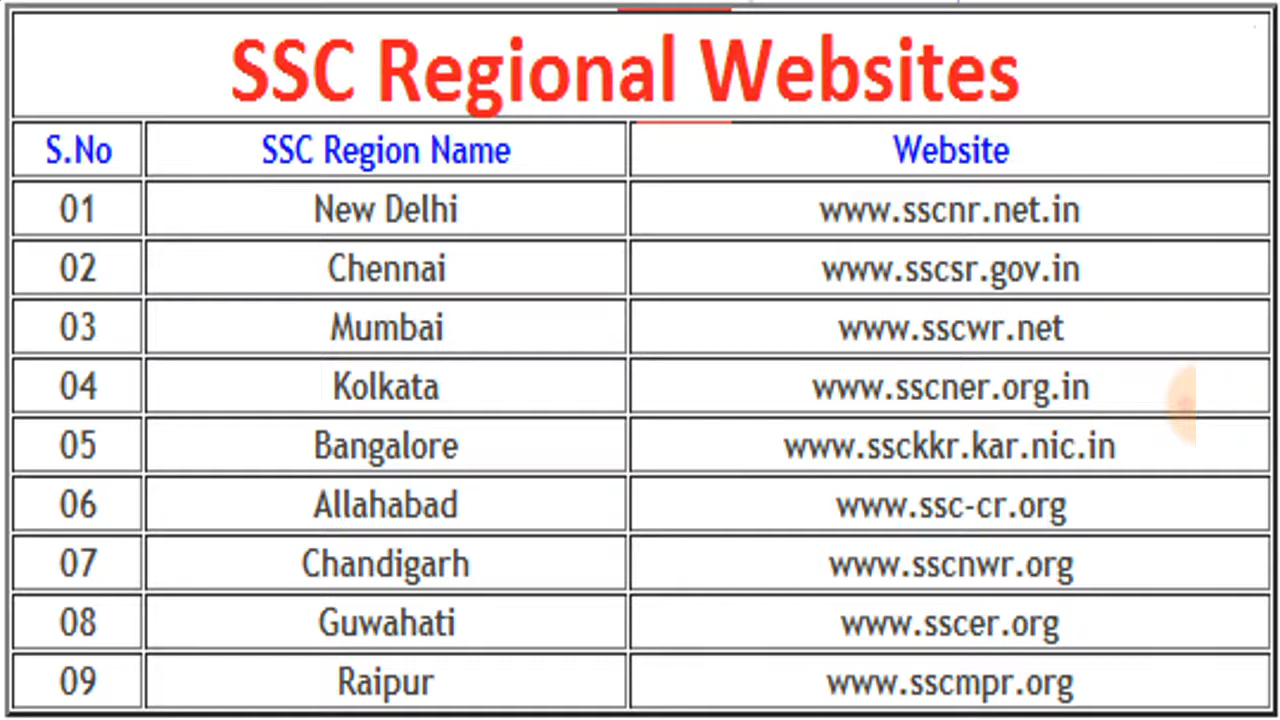 SSC Regional Websites
S.No SSC Region Name Website
01 New Delhi www.sscnr.net.in
02 Chennai www.sscsr.gov.in
03 Mumbai www.sscwr.net
04 Kolkata www.sscner.org.in
05 Bangalore www.ssckkr.kar.nic.in
06 Allahabad www.ssc-cr.org
07 Chandigarh www.sscnwr.org
08 Guwahati www.sscer.org
09 Raipur www.sscmpr.org